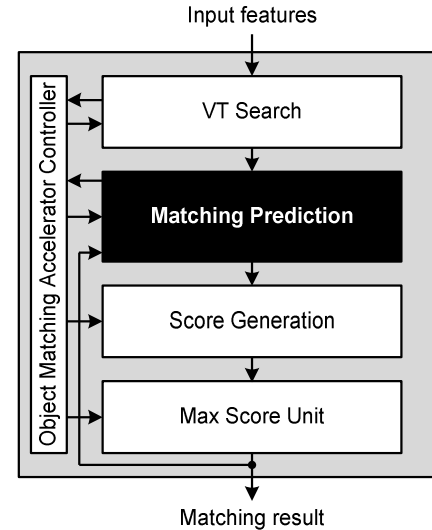 Input features
Object Matching Accelerator Controller
VT Search
Matching Prediction
Score Generation
Max Score Unit
Matching result